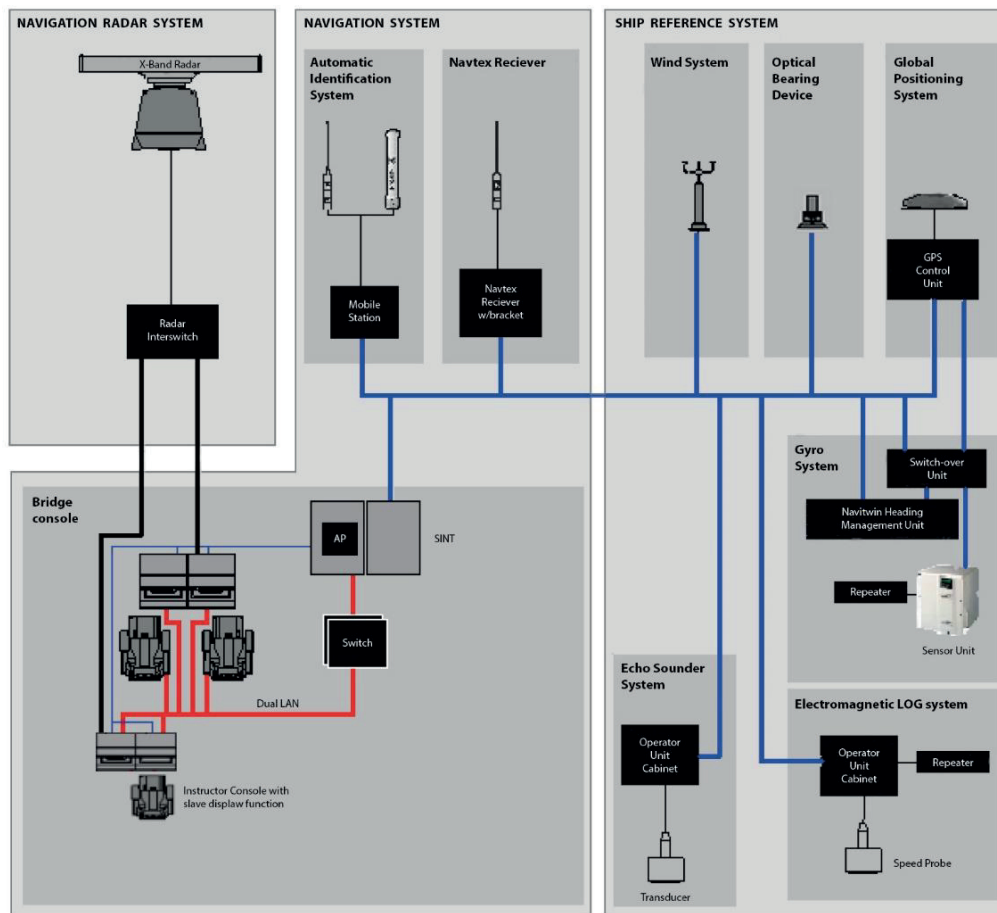 NAVIGATION RADAR SYSTEM
X-Band Radar
Radar
Interswitch
NAVIGATION SYSTEM
Automatic
Identification
System
Mobile
Station
Navtex Reciever
Navtex
Reciever
w/bracket
SHIP REFERENCE SYSTEM
Wind System
Optical
Bearing
Device
Global
Positioning
System
GPS
Control
Unit
Gyro
System
Switch-over
Unit
Navitwin Heading
Management Unit
Repeater
Sensor Unit
Bridge
console
AP
SINT
Switch
Dual LAN
Instructor Console with
slave displaw function
Echo Sounder
System
Operator
Unit
Cabinet
Transducer
Electromagnetic LOG system
Operator
Unit
Cabinet
Repeater
Speed Probe